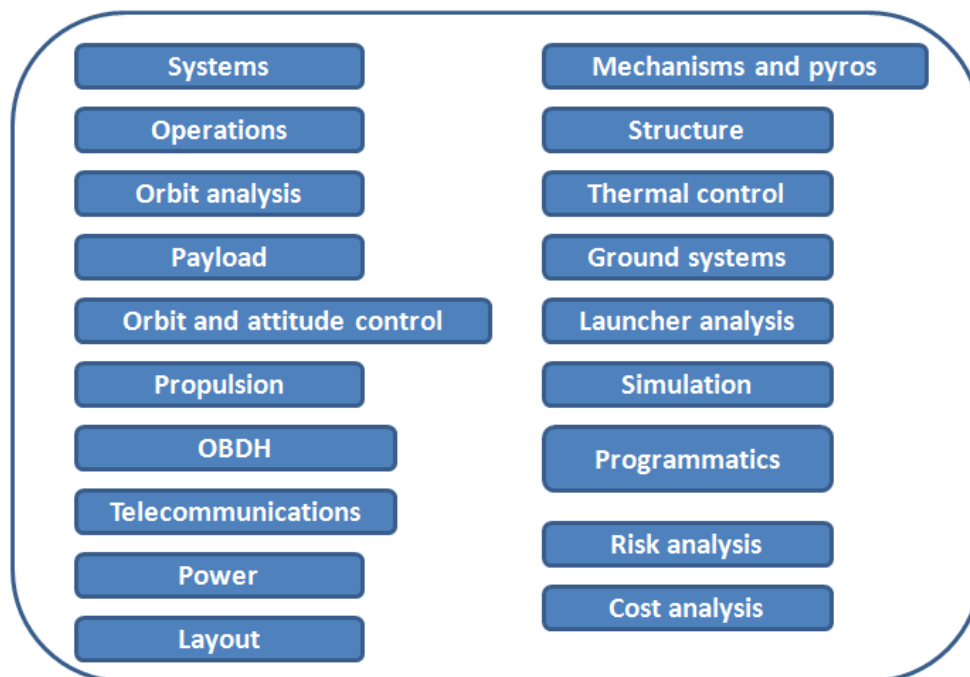 Systems
Operations
Orbit analysis
Payload
Orbit and attitude control
Propulsion
OBDH
Telecommunications
Power
Layout
Mechanisms and pyros
Structure
Thermal control
Ground systems
Launcher analysis
Simulation
Programmatics
Risk analysis
Cost analysis